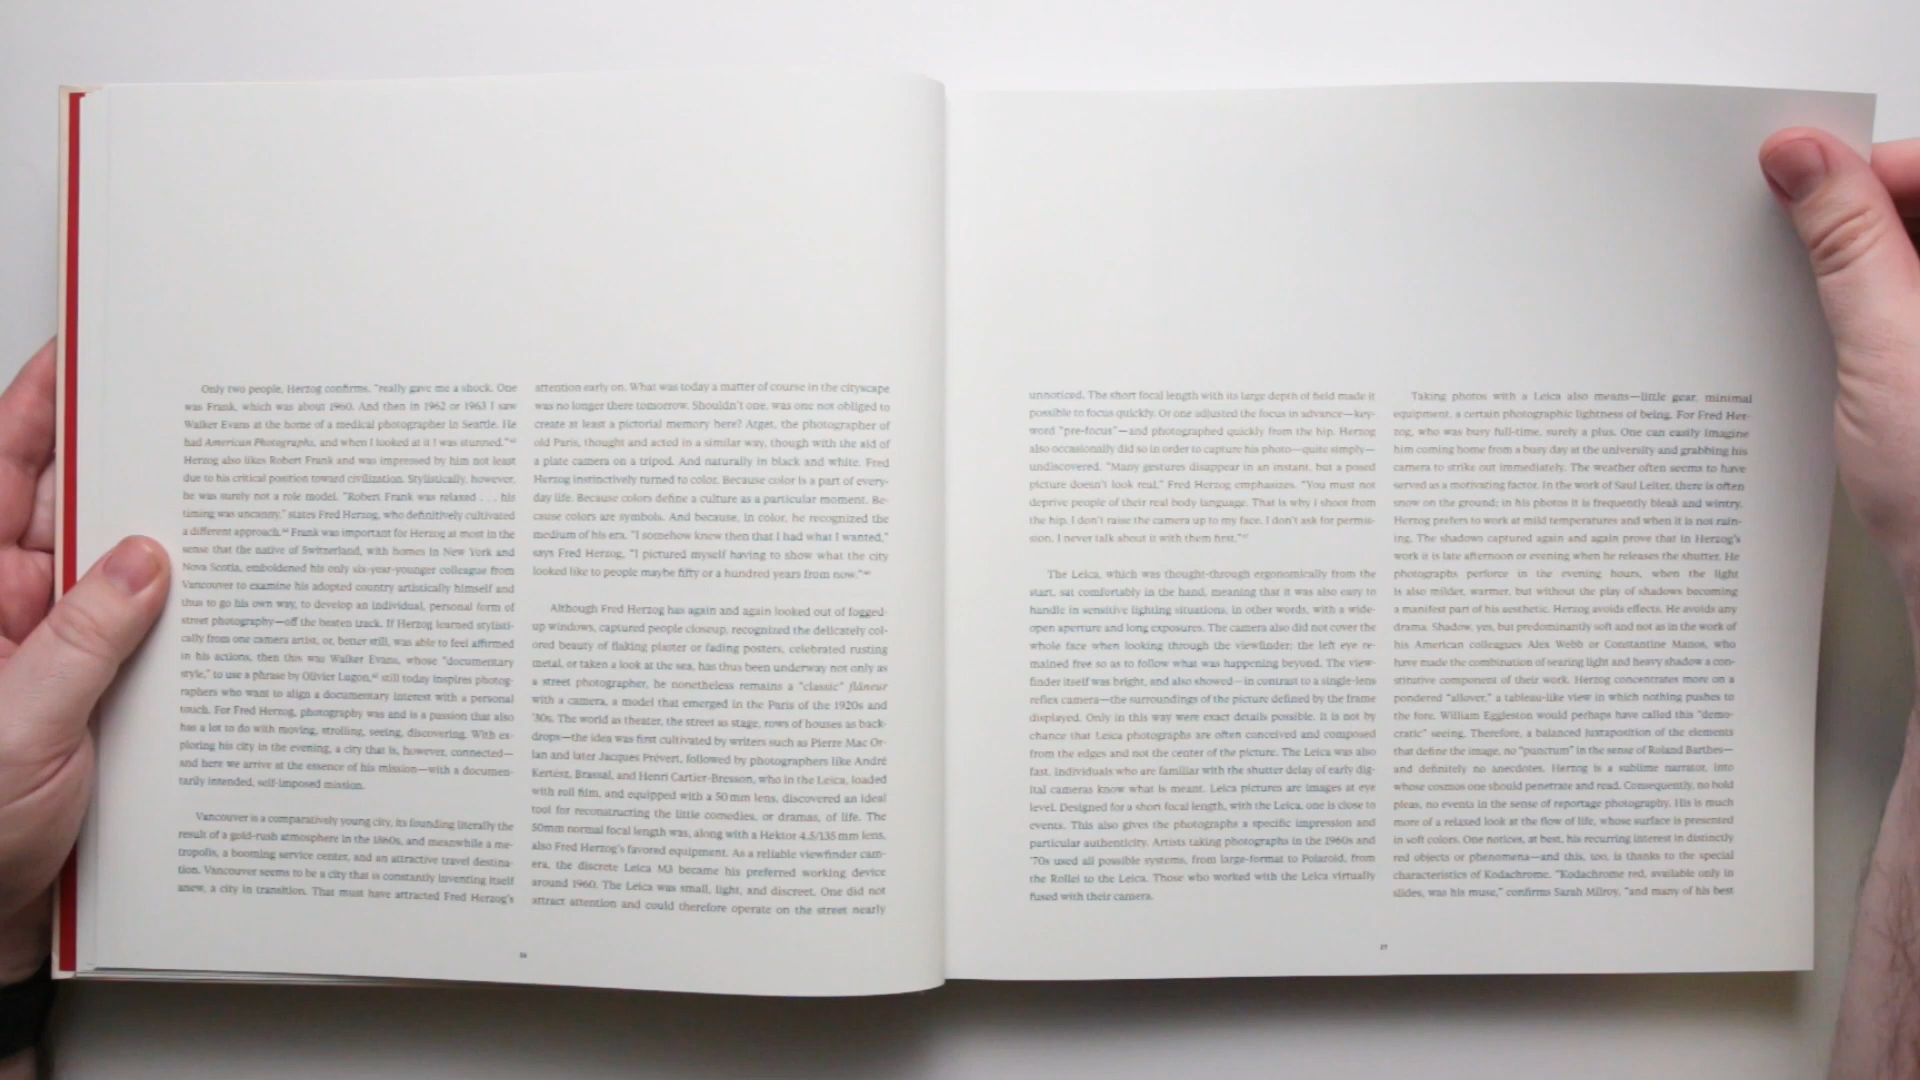 Only two people, Herzog confirms, "really gave me a shock. One
was Frank, which was about 1960. And then in 1962 or 1963 I saw
Walker Evans at the home of a medical photographer in Seattle. He
had American Photographs, and when I looked at it I was stunned."
Herzog also likes Robert Frank and was impressed by him not least
due to his critical position toward civilization. Stylistically, however,
he was surely not a role model. "Robert Frank was relaxed . . . his
timing was uncanny," states Fred Herzog, who definitively cultivated
a different approach. Frank was important for Herzog at most in the
sense that the native of Switzerland, with homes in New York and
Nova Scotia, emboldened his only six-year-younger colleague from
Vancouver to examine his adopted country artistically himself and
thus to go his own way, to develop an individual, personal form of
street photography—off the beaten track. If Herzog learned stylisti-
cally from one camera artist, or, better still, was able to feel affirmed
in his actions, then this was Walker Evans, whose "documentary
style," to use a phrase by Olivier Lugon, still today inspires photog-
raphers who want to align a documentary interest with a personal
touch. For Fred Herzog, photography was and is a passion that also
has a lot to do with moving, strolling, seeing, discovering. With ex-
ploring his city in the evening, a city that is, however, connected—
and here we arrive at the essence of his mission—with a documen-
tarily intended, self-imposed mission.
Vancouver is a comparatively young city, its founding literally the
result of a gold-rush atmosphere in the 1860s, and meanwhile a me-
tropolis, a booming service center, and an attractive travel destina-
tion. Vancouver seems to be a city that is constantly inventing itself
anew, a city in transition. That must have attracted Fred Herzog's
attention early on. What was today a matter of course in the cityscape
was no longer there tomorrow. Shouldn't one, was one not obliged to
create at least a pictorial memory here? Atget, the photographer of
old Paris, thought and acted in a similar way, though with the aid of
a plate camera on a tripod. And naturally in black and white. Fred
Herzog instinctively turned to color. Because color is a part of every-
day life. Because colors define a culture as a particular moment. Be-
cause colors are symbols. And because, in color, he recognized the
medium of his era. "I somehow knew then that I had what I wanted,"
says Fred Herzog, "I pictured myself having to show what the city
looked like to people maybe fifty or a hundred years from now."
Although Fred Herzog has again and again looked out of fogged-
up windows, captured people closeup, recognized the delicately col-
ored beauty of flaking plaster or fading posters, celebrated rusting
metal, or taken a look at the sea, has thus been underway not only as
a street photographer, he nonetheless remains a "classic" flâneur
with a camera, a model that emerged in the Paris of the 1920s and
'30s. The world as theater, the street as stage, rows of houses as back-
drops—the idea was first cultivated by writers such as Pierre Mac Or-
lan and later Jacques Prévert, followed by photographers like André
Kertész, Brassaï, and Henri Cartier-Bresson, who in the Leica, loaded
with roll film, and equipped with a 50 mm lens, discovered an ideal
tool for reconstructing the little comedies, or dramas, of life. The
50mm normal focal length was, along with a Hektor 4.5/135 mm lens,
also Fred Herzog's favored equipment. As a reliable viewfinder cam-
era, the discrete Leica M3 became his preferred working device
around 1960. The Leica was small, light, and discreet. One did not
attract attention and could therefore operate on the street nearly
unnoticed. The short focal length with its large depth of field made it
possible to focus quickly. Or one adjusted the focus in advance—key-
word "pre-focus"—and photographed quickly from the hip. Herzog
also occasionally did so in order to capture his photo—quite simply—
undiscovered. "Many gestures disappear in an instant, but a posed
picture doesn't look real," Fred Herzog emphasizes. "You must not
deprive people of their real body language. That is why I shoot from
the hip. I don't raise the camera up to my face. I don't ask for permis-
sion. I never talk about it with them first."
The Leica, which was thought-through ergonomically from the
start, sat comfortably in the hand, meaning that it was also easy to
handle in sensitive lighting situations, in other words, with a wide-
open aperture and long exposures. The camera also did not cover the
whole face when looking through the viewfinder; the left eye re-
mained free so as to follow what was happening beyond. The view-
finder itself was bright, and also showed—in contrast to a single-lens
reflex camera—the surroundings of the picture defined by the frame
displayed. Only in this way were exact details possible. It is not by
chance that Leica photographs are often conceived and composed
from the edges and not the center of the picture. The Leica was also
fast. Individuals who are familiar with the shutter delay of early dig-
ital cameras know what is meant. Leica pictures are images at eye
level. Designed for a short focal length, with the Leica, one is close to
events. This also gives the photographs a specific impression and
particular authenticity. Artists taking photographs in the 1960s and
'70s used all possible systems, from large-format to Polaroid, from
the Rollei to the Leica. Those who worked with the Leica virtually
fused with their camera.
Taking photos with a Leica also means—little gear, minimal
equipment, a certain photographic lightness of being. For Fred Her-
zog, who was busy full-time, surely a plus. One can easily imagine
him coming home from a busy day at the university and grabbing his
camera to strike out immediately. The weather often seems to have
served as a motivating factor. In the work of Saul Leiter, there is often
snow on the ground; in his photos it is frequently bleak and wintry.
Herzog prefers to work at mild temperatures and when it is not rain-
ing. The shadows captured again and again prove that in Herzog's
work it is late afternoon or evening when he releases the shutter. He
photographs perforce in the evening hours, when the light
is also milder, warmer, but without the play of shadows becoming
a manifest part of his aesthetic. Herzog avoids effects. He avoids any
drama. Shadow, yes, but predominantly soft and not as in the work of
his American colleagues Alex Webb or Constantine Manos, who
have made the combination of searing light and heavy shadow a con-
stitutive component of their work. Herzog concentrates more on a
pondered "allover," a tableau-like view in which nothing pushes to
the fore. William Eggleston would perhaps have called this "demo-
cratic" seeing. Therefore, a balanced juxtaposition of the elements
that define the image, no "punctum" in the sense of Roland Barthes—
and definitely no anecdotes. Herzog is a sublime narrator, into
whose cosmos one should penetrate and read. Consequently, no bold
pleas, no events in the sense of reportage photography. His is much
more of a relaxed look at the flow of life, whose surface is presented
in soft colors. One notices, at best, his recurring interest in distinctly
red objects or phenomena—and this, too, is thanks to the special
characteristics of Kodachrome. "Kodachrome red, available only in
slides, was his muse," confirms Sarah Milroy, "and many of his best